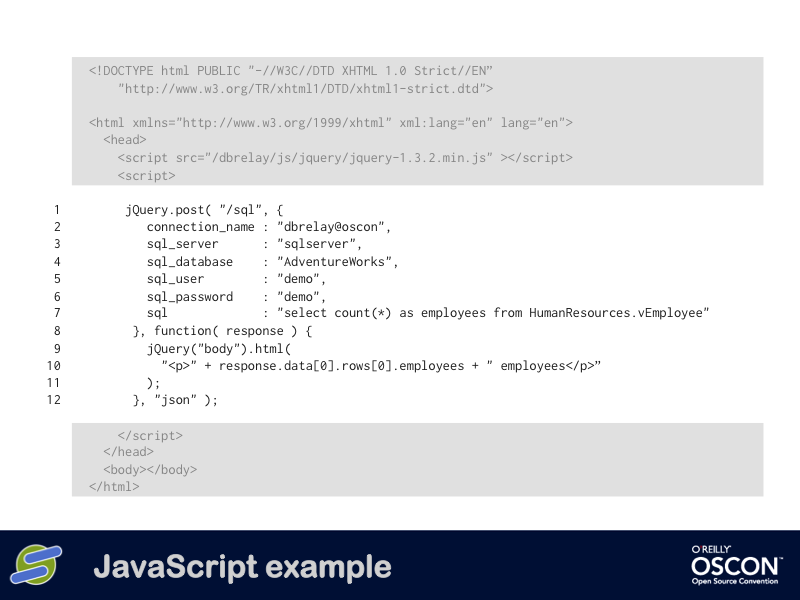 <!DOCTYPE html PUBLIC "-//W3C//DTD XHTML 1.0 Strict//EN”
"http://www.w3.org/TR/xhtml1/DTD/xhtml1-strict.dtd">
<html xmlns="http://www.w3.org/1999/xhtml" xml:lang="en" lang="en">
<head>
<script src="/dbrelay/js/jquery/jquery-1.3.2.min.js" ></script>
<script>
1 jQuery.post( "/sql", {
2 connection_name : "dbrelay@oscon",
3 sql_server : "sqlserver",
4 sql_database : "AdventureWorks",
5 sql_user : "demo",
6 sql_password : "demo",
7 sql : "select count(*) as employees from HumanResources.vEmployee"
8 }, function( response ) {
9 jQuery("body").html(
10 "<p>" + response.data[0].rows[0].employees + " employees</p>”
11 );
12 }, "json" );
</script>
</head>
<body></body>
</html>
JavaScript example
O'REILLY
OSCON™
Open Source Convention